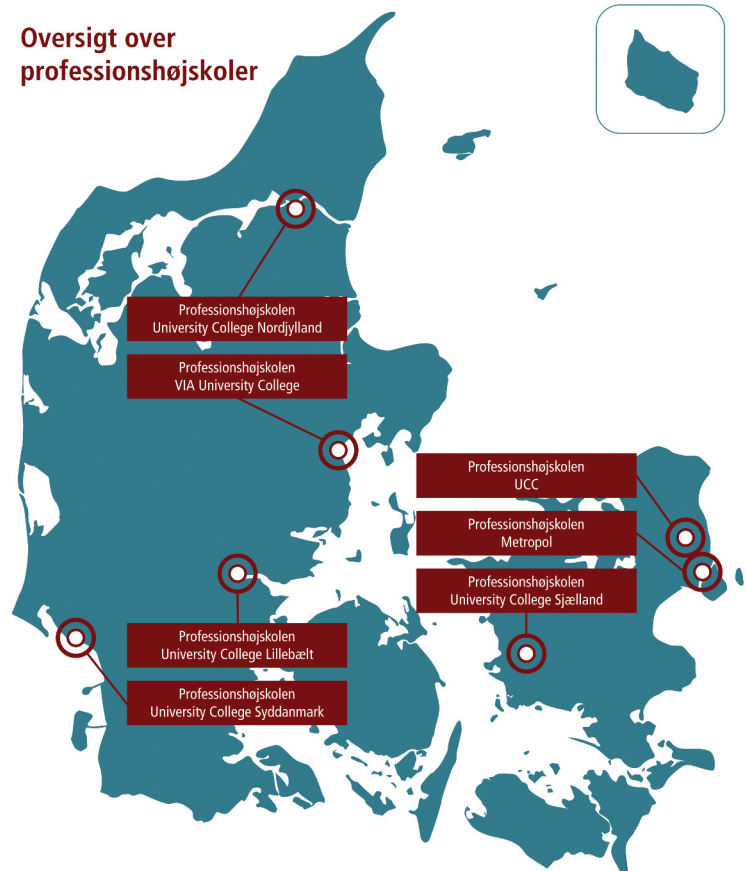 Oversigt over
professionshøjskoler
Professionshøjskolen
University College Nordjylland
Professionshøjskolen
VIA University College
Professionshøjskolen
UCC
Professionshøjskolen
Metropol
Professionshøjskolen
University College Sjælland
Professionshøjskolen
University College Lillebælt
Professionshøjskolen
University College Syddanmark